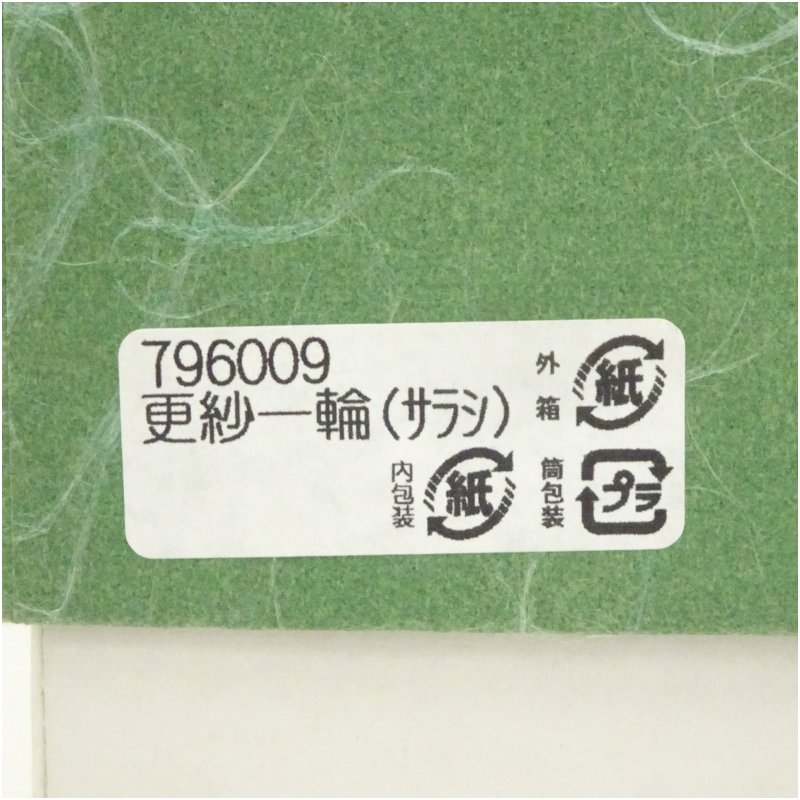 796009
更紗一輪(サラシ)
外箱
紙
内包装
紙
筒包装
プラ